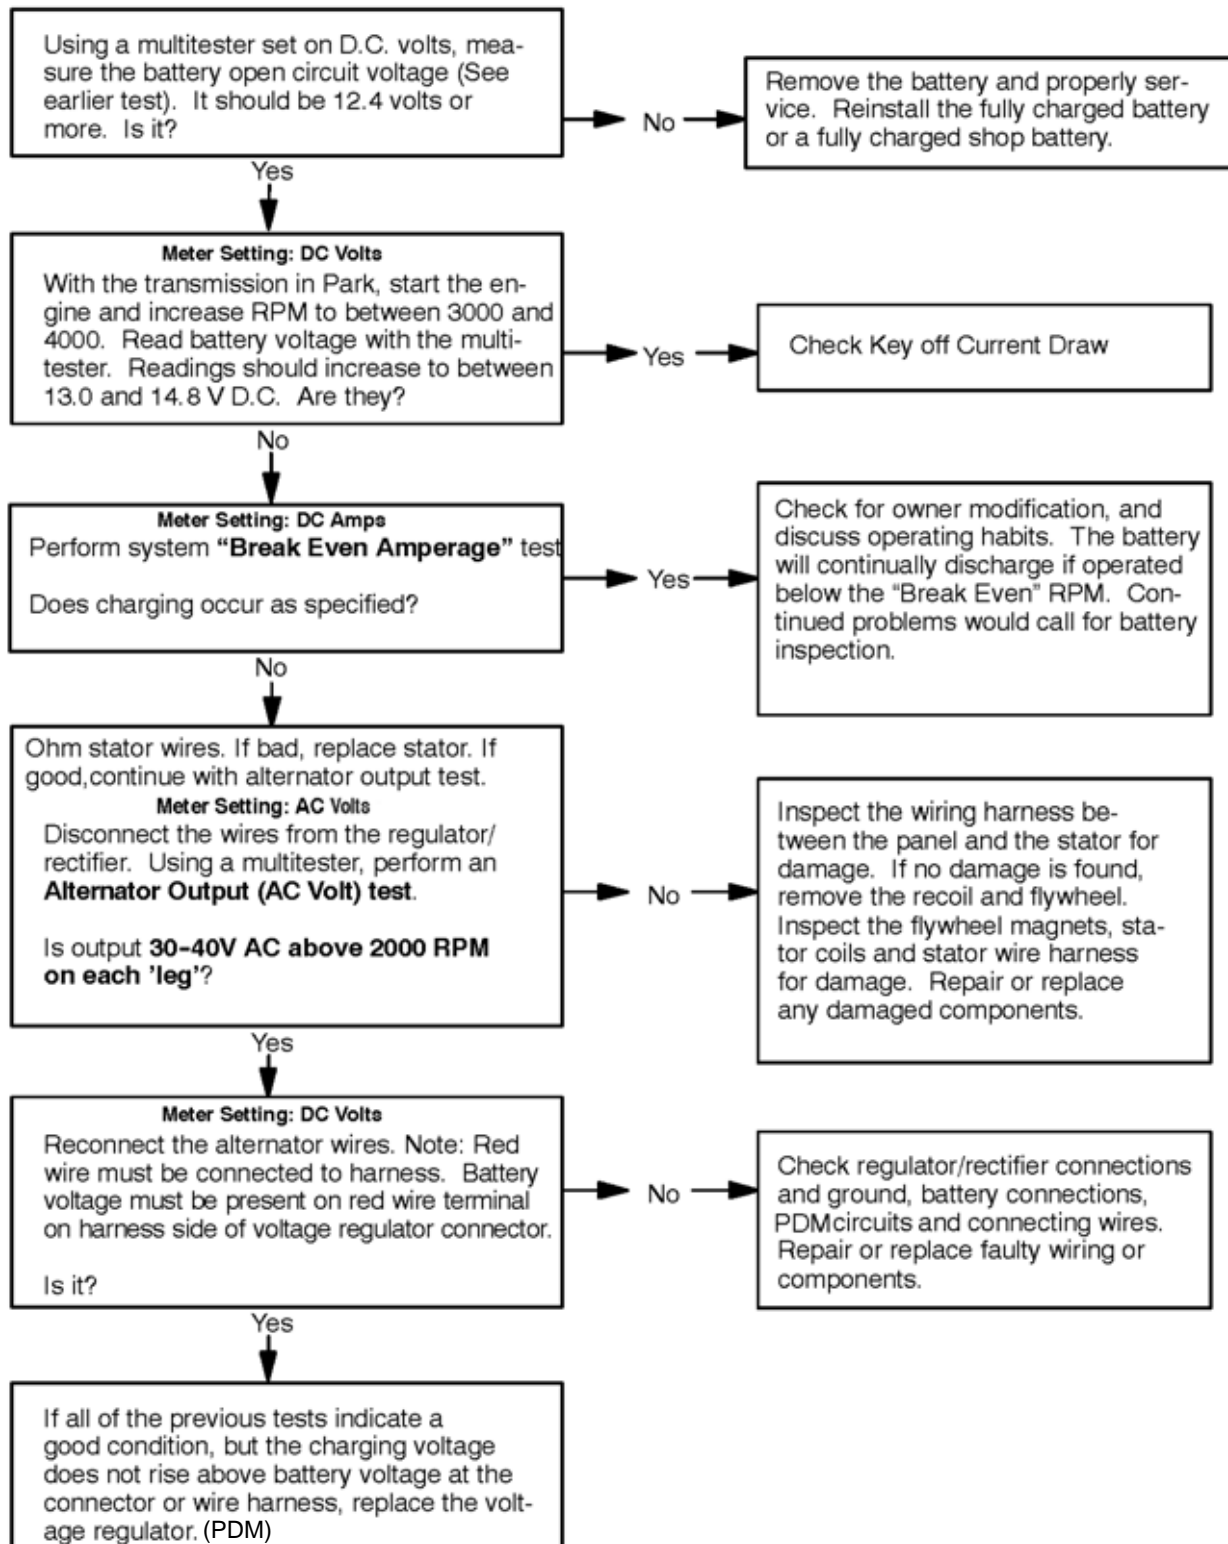 Using a multitester set on D.C. volts, mea-
sure the battery open circuit voltage (See
earlier test). It should be 12.4 volts or
more. Is it?
No
Remove the battery and properly ser-
vice. Reinstall the fully charged battery
or a fully charged shop battery.
Yes
Meter Setting: DC Volts
With the transmission in Park, start the en-
gine and increase RPM to between 3000 and
4000. Read battery voltage with the multi-
tester. Readings should increase to between
13.0 and 14.8 V D.C. Are they?
Yes
Check Key off Current Draw
No
Meter Setting: DC Amps
Perform system “Break Even Amperage” test
Does charging occur as specified?
Yes
Check for owner modification, and
discuss operating habits. The battery
will continually discharge if operated
below the “Break Even” RPM. Con-
tinued problems would call for battery
inspection.
No
Ohm stator wires. If bad, replace stator. If
good,continue with alternator output test.
Meter Setting: AC Volts
Disconnect the wires from the regulator/
rectifier. Using a multitester, perform an
Alternator Output (AC Volt) test.
Is output 30-40V AC above 2000 RPM
on each 'leg'?
No
Inspect the wiring harness be-
tween the panel and the stator for
damage. If no damage is found,
remove the recoil and flywheel.
Inspect the flywheel magnets, sta-
tor coils and stator wire harness
for damage. Repair or replace
any damaged components.
Yes
Meter Setting: DC Volts
Reconnect the alternator wires. Note: Red
wire must be connected to harness. Battery
voltage must be present on red wire terminal
on harness side of voltage regulator connector.
Is it?
No
Check regulator/rectifier connections
and ground, battery connections,
PDMcircuits and connecting wires.
Repair or replace faulty wiring or
components.
Yes
If all of the previous tests indicate a
good condition, but the charging voltage
does not rise above battery voltage at the
connector or wire harness, replace the volt-
age regulator. (PDM)